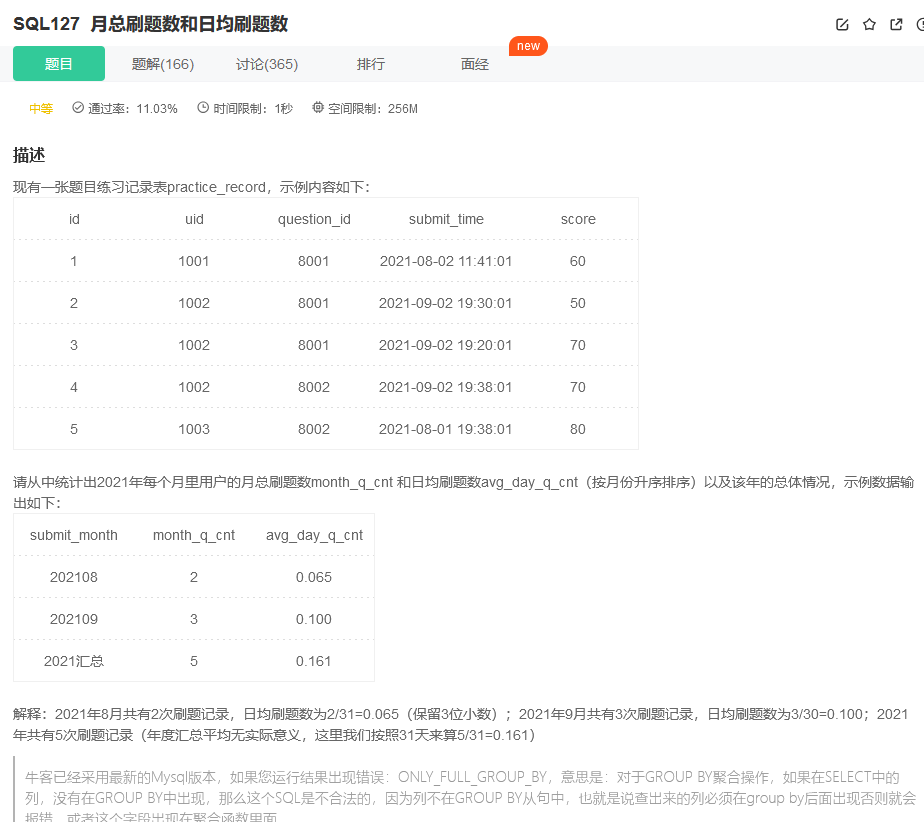 SQL127 月总刷题数和日均刷题数
题目 题解(166) 讨论(365) 排行 面经 new
中等 通过率：11.03% 时间限制：1秒 空间限制：256M
描述
现有一张题目练习记录表practice_record，示例内容如下：
id uid question_id submit_time score
1 1001 8001 2021-08-02 11:41:01 60
2 1002 8001 2021-09-02 19:30:01 50
3 1002 8001 2021-09-02 19:20:01 70
4 1002 8002 2021-09-02 19:38:01 70
5 1003 8002 2021-08-01 19:38:01 80
请从中统计出2021年每个月里用户的月总刷题数month_q_cnt 和日均刷题数avg_day_q_cnt（按月份升序排序）以及该年的总体情况，示例数据输
出如下：
submit_month month_q_cnt avg_day_q_cnt
202108 2 0.065
202109 3 0.100
2021汇总 5 0.161
解释：2021年8月共有2次刷题记录，日均刷题数为2/31=0.065（保留3位小数）；2021年9月共有3次刷题记录，日均刷题数为3/30=0.100；2021
年共有5次刷题记录（年度汇总平均无实际意义，这里我们按照31天来算5/31=0.161）
牛客已经采用最新的Mysql版本，如果您运行结果出现错误：ONLY_FULL_GROUP_BY，意思是：对于GROUP BY聚合操作，如果在SELECT中的
列，没有在GROUP BY中出现，那么这个SQL是不合法的，因为列不在GROUP BY从句中，也就是说查出来的列必须在group by后面出现否则就会
报错，或者这个字段出现在聚合函数里面